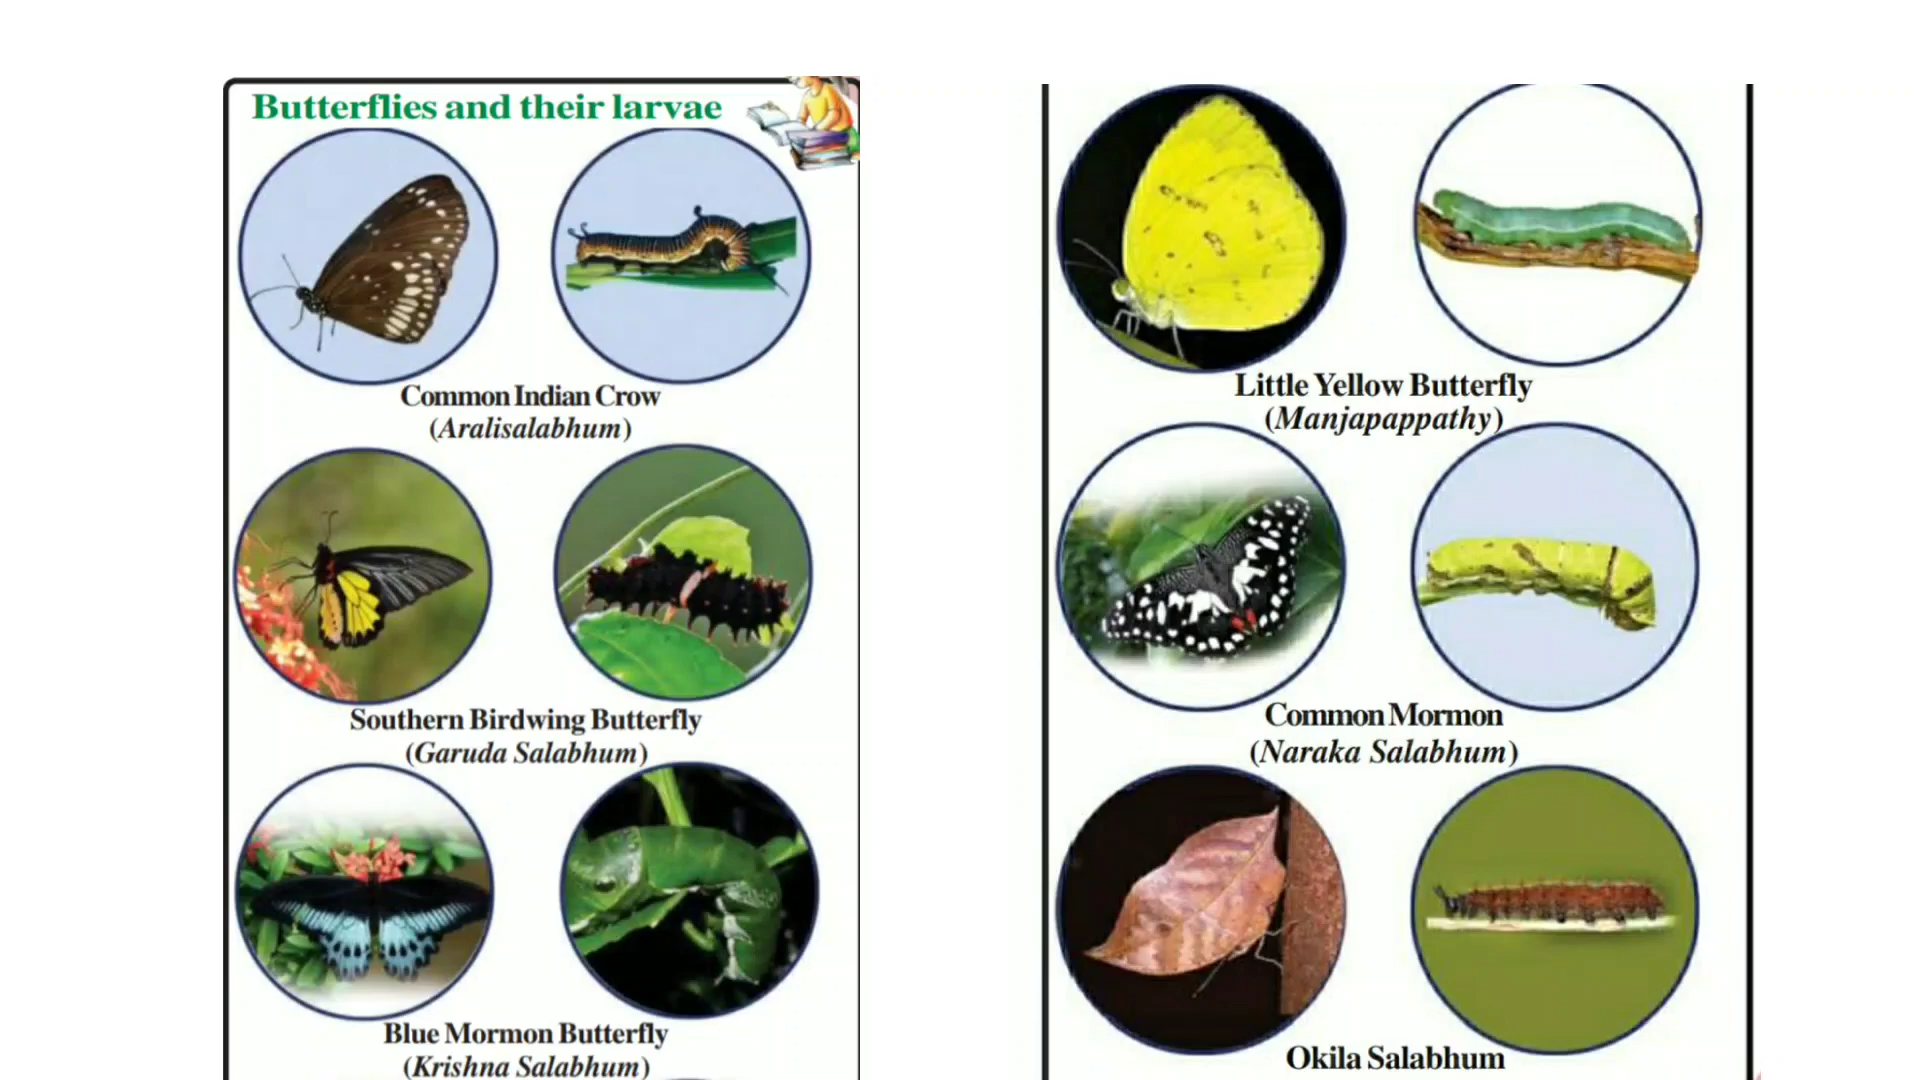 Butterflies and their larvae
Common Indian Crow
(Aralisalabhum)
Southern Birdwing Butterfly
(Garuda Salabhum)
Blue Mormon Butterfly
(Krishna Salabhum)
Little Yellow Butterfly
(Manjapappathy)
Common Mormon
(Naraka Salabhum)
Okila Salabhum